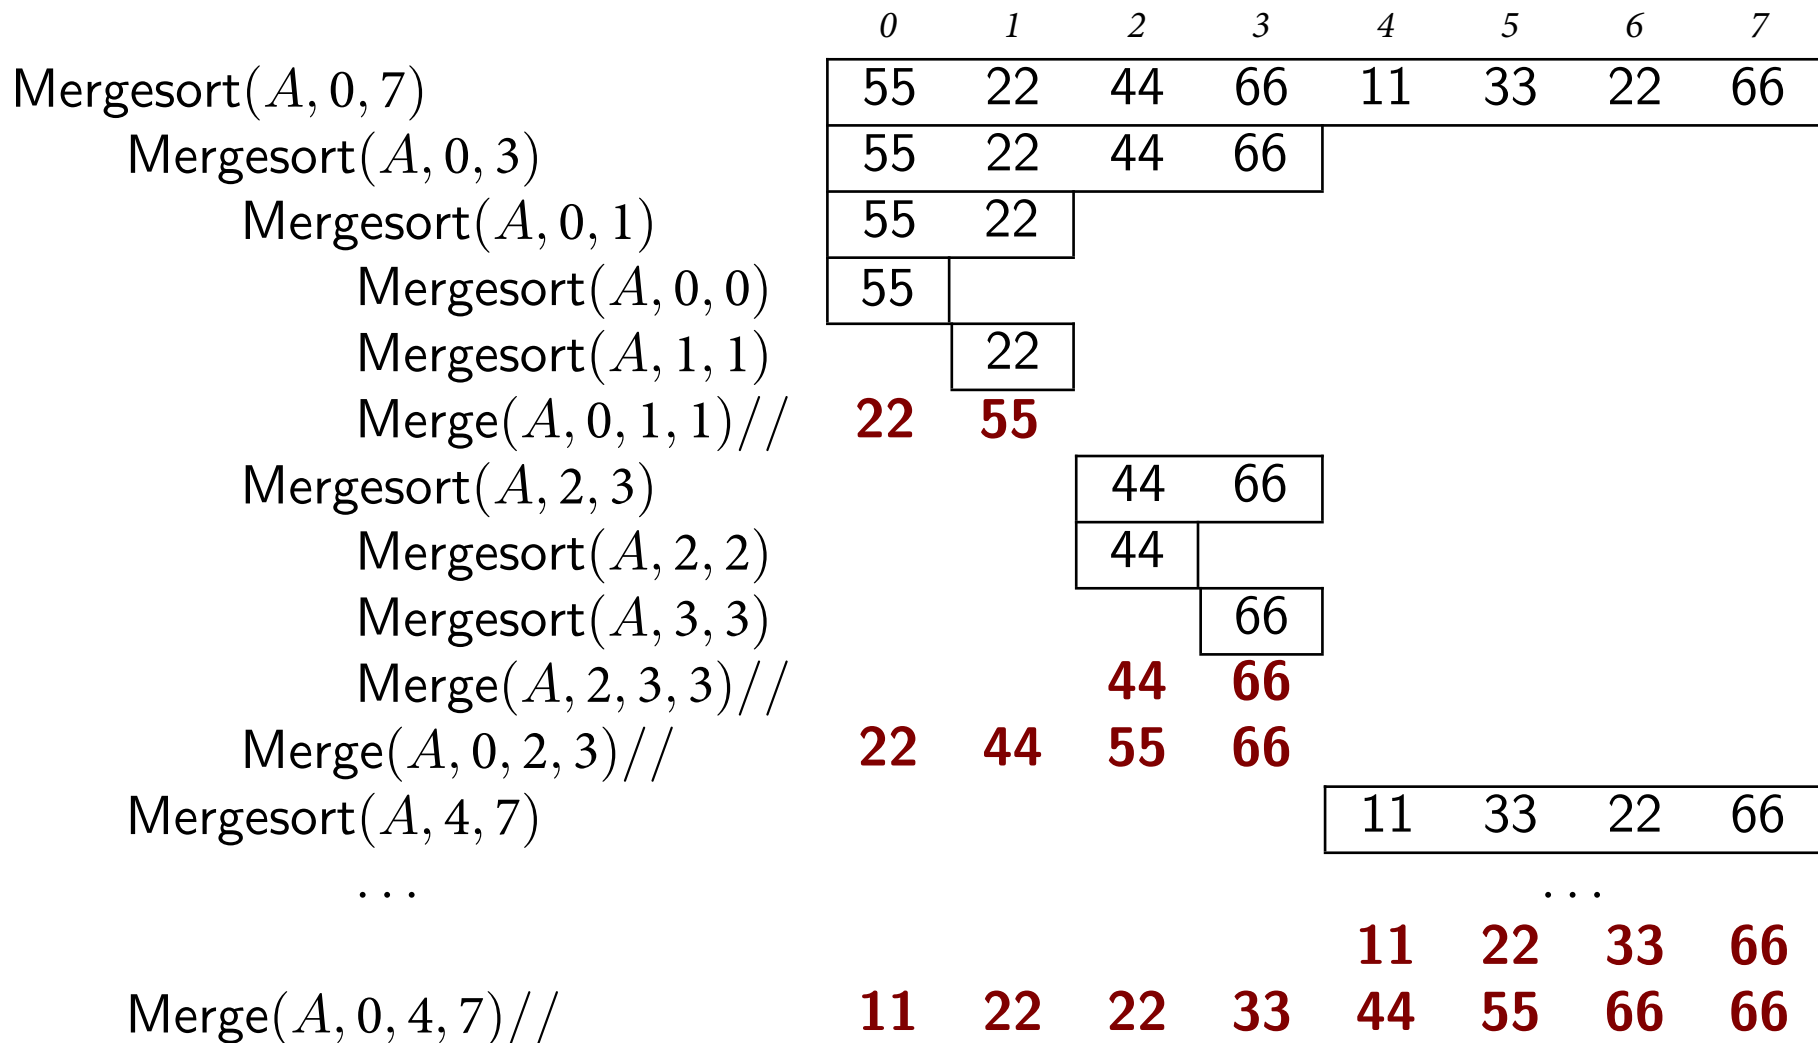 0 1 2 3 4 5 6 7
Mergesort(A, 0, 7) 55 22 44 66 11 33 22 66
Mergesort(A, 0, 3) 55 22 44 66
Mergesort(A, 0, 1) 55 22
Mergesort(A, 0, 0) 55
Mergesort(A, 1, 1) 22
Merge(A, 0, 1, 1)// 22 55
Mergesort(A, 2, 3) 44 66
Mergesort(A, 2, 2) 44
Mergesort(A, 3, 3) 66
Merge(A, 2, 3, 3)// 44 66
Merge(A, 0, 2, 3)// 22 44 55 66
Mergesort(A, 4, 7) 11 33 22 66
... ...
11 22 33 66
Merge(A, 0, 4, 7)// 11 22 22 33 44 55 66 66